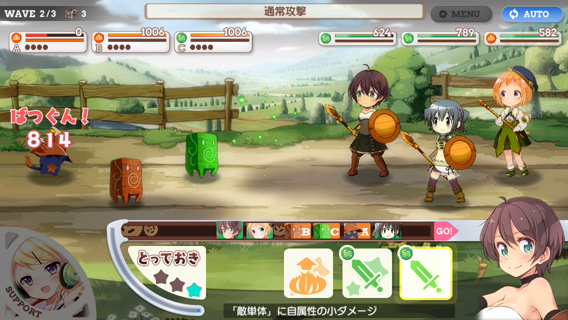 WAVE 2/3 3
通常攻撃
MENU
AUTO
0
A
1006
B
1006
C
624
789
582
ばつぐん!
814
B C A GO!
とっておき
SUPPORT
「敵単体」に自属性の小ダメージ